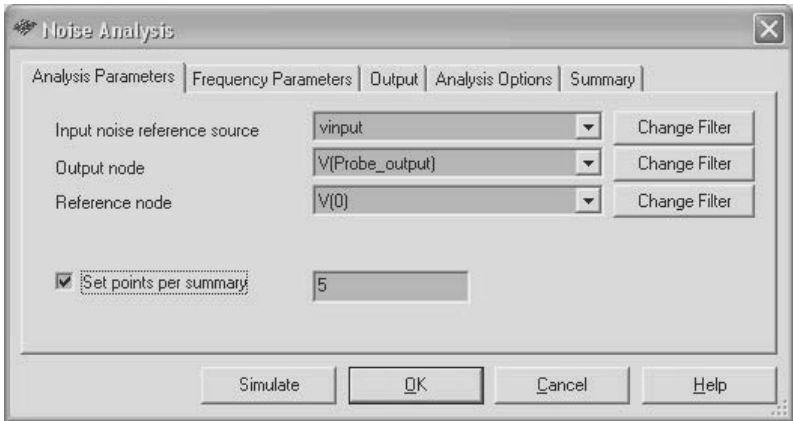 Noise Analysis
Analysis Parameters Frequency Parameters Output Analysis Options Summary
Input noise reference source vinput Change Filter
Output node V(Probe_output) Change Filter
Reference node V(0) Change Filter
Set points per summary 5
Simulate OK Cancel Help